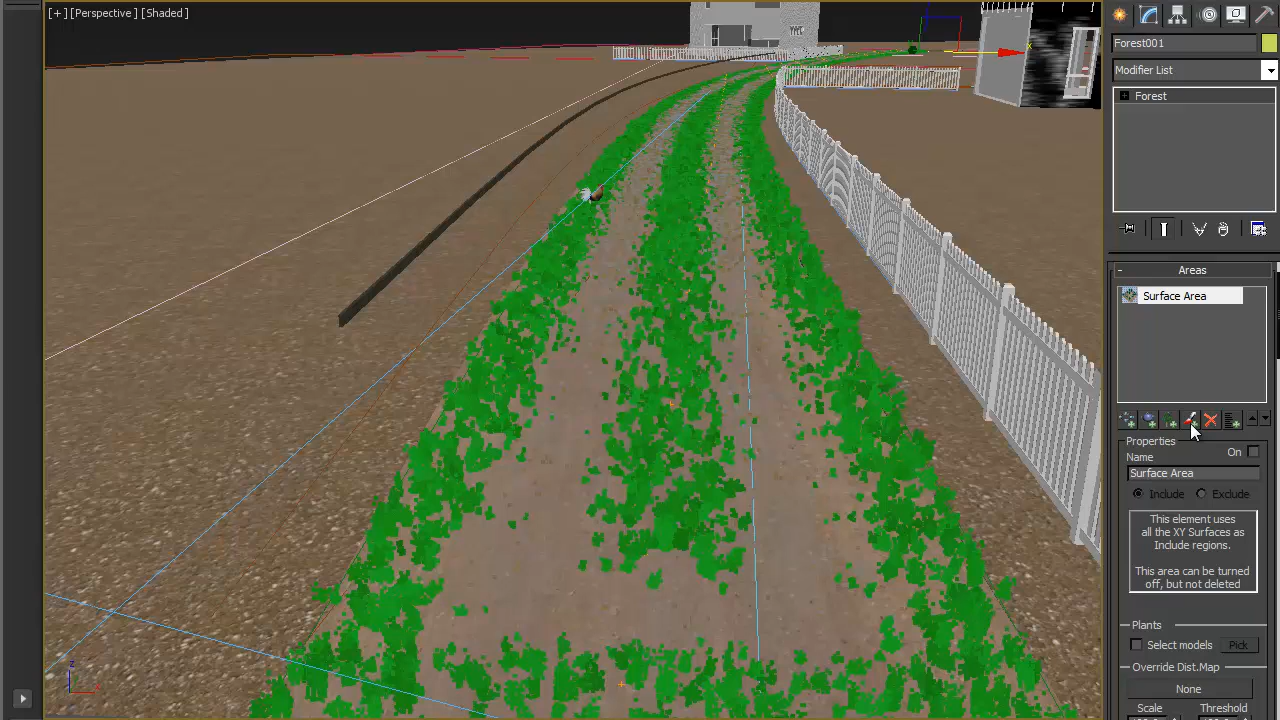 [+] [Perspective] [Shaded]
Forest001
Modifier List
Forest
Areas
Surface Area
Properties
Name
On
Surface Area
Include
Exclude
This element uses
all the XY Surfaces as
Include regions.
This area can be turned
off, but not deleted
Plants
Select models
Pick
Override Dist.Map
None
Scale
Threshold